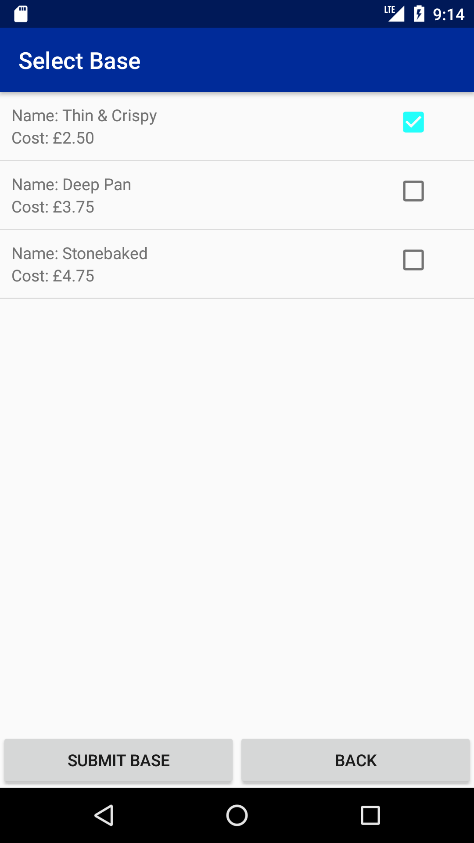 LTE 9:14
Select Base
Name: Thin & Crispy
Cost: £2.50
Name: Deep Pan
Cost: £3.75
Name: Stonebaked
Cost: £4.75
SUBMIT BASE BACK